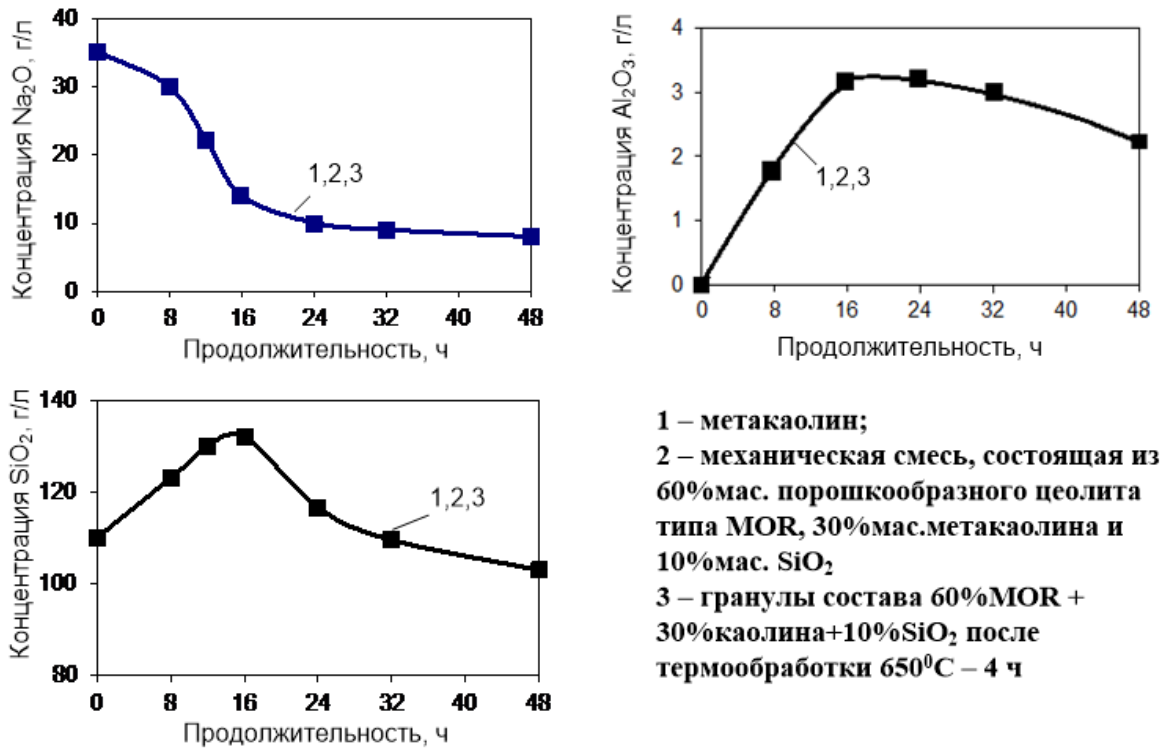 Концентрация Na₂O, г/л
40
30
20
10
0
1,2,3
0 8 16 24 32 40 48
Продолжительность, ч
Концентрация Al₂O₃, г/л
4
3
2
1
0
1,2,3
0 8 16 24 32 40 48
Продолжительность, ч
Концентрация SiO₂, г/л
140
120
100
80
1,2,3
0 8 16 24 32 40 48
Продолжительность, ч
1 – метакаолин;
2 – механическая смесь, состоящая из
60%мас. порошкообразного цеолита
типа MOR, 30%мас.метакаолина и
10%мас. SiO₂
3 – гранулы состава 60%MOR +
30%каолина+10%SiO₂ после
термообработки 650⁰С – 4 ч